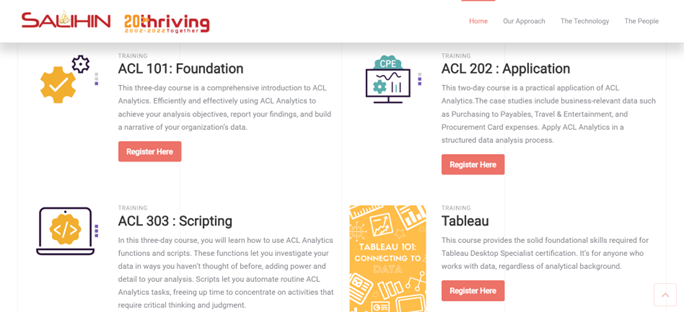 SALIHIN
20 thriving
2002-2022 Together
Home
Our Approach
The Technology
The People
TRAINING
ACL 101: Foundation
This three-day course is a comprehensive introduction to ACL
Analytics. Efficiently and effectively using ACL Analytics to
achieve your analysis objectives, report your findings, and build
a narrative of your organization's data.
Register Here
CPE
TRAINING
ACL 202 : Application
This two-day course is a practical application of ACL
Analytics.The case studies include business-relevant data such
as Purchasing to Payables, Travel & Entertainment, and
Procurement Card expenses. Apply ACL Analytics in a
structured data analysis process.
Register Here
</>
TRAINING
ACL 303 : Scripting
In this three-day course, you will learn how to use ACL Analytics
functions and scripts. These functions let you investigate your
data in ways you haven't thought of before, adding power and
detail to your analysis. Scripts let you automate routine ACL
Analytics tasks, freeing up time to concentrate on activities that
require critical thinking and judgment.
TABLEAU 101:
CONNECTING TO
DATA
TRAINING
Tableau
This course provides the solid foundational skills required for
Tableau Desktop Specialist certification. It's for anyone who
works with data, regardless of analytical background.
Register Here